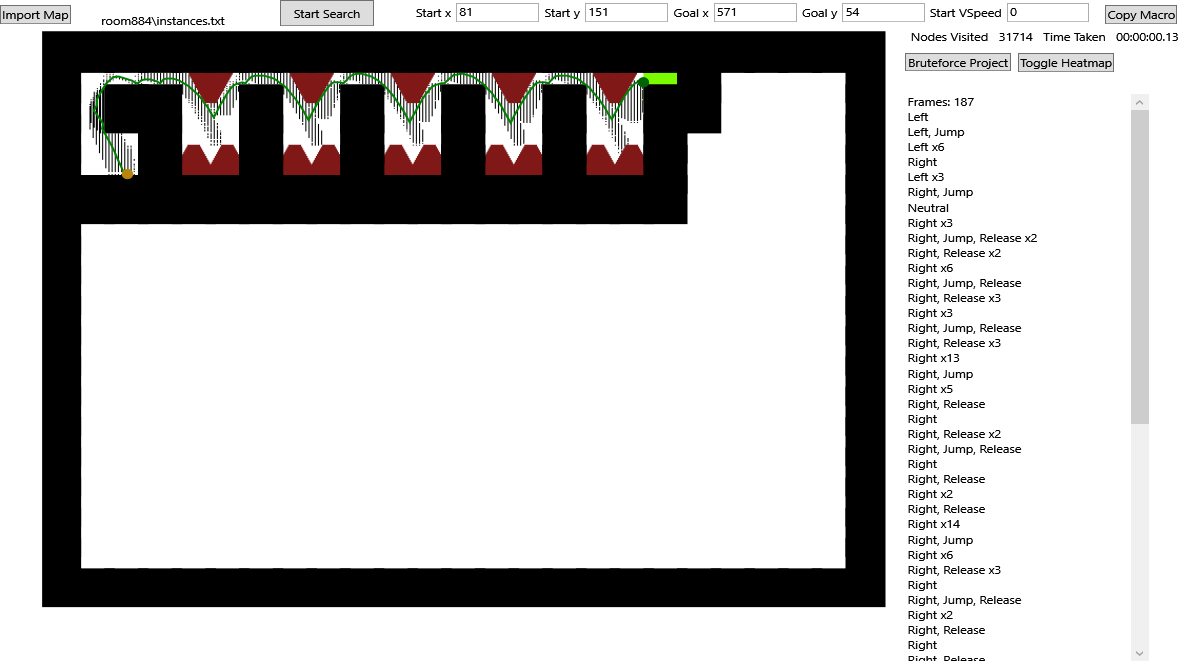 Import Map room884\instances.txt Start Search Start x 81 Start y 151 Goal x 571 Goal y 54 Start VSpeed 0 Copy Macro
Nodes Visited 31714 Time Taken 00:00:00.13
Bruteforce Project Toggle Heatmap
Frames: 187
Left
Left, Jump
Left x6
Right
Left x3
Right, Jump
Neutral
Right x3
Right, Jump, Release x2
Right, Release x2
Right x6
Right, Jump, Release
Right, Release x3
Right x3
Right, Jump, Release
Right, Release x3
Right x13
Right, Jump
Right x5
Right, Release
Right
Right, Release x2
Right, Jump, Release
Right
Right, Release
Right x2
Right, Release
Right x14
Right, Jump
Right x6
Right, Release x3
Right
Right, Jump, Release
Right x2
Right, Release
Right
Right, Release